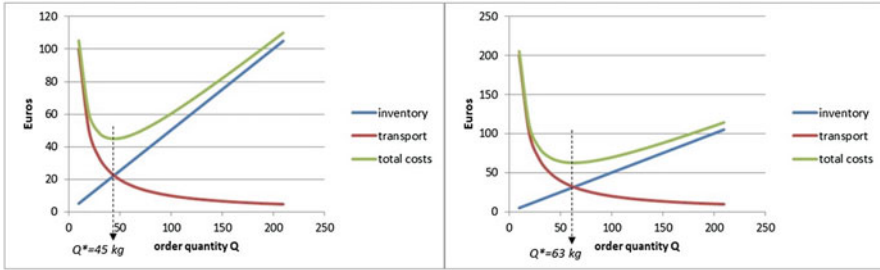 120
100
80
60
40
20
0
Euros
0 50 100 150 200 250
order quantity Q
Q*=45 kg
inventory
transport
total costs
250
200
150
100
50
0
Euros
0 50 100 150 200 250
order quantity Q
Q*=63 kg
inventory
transport
total costs